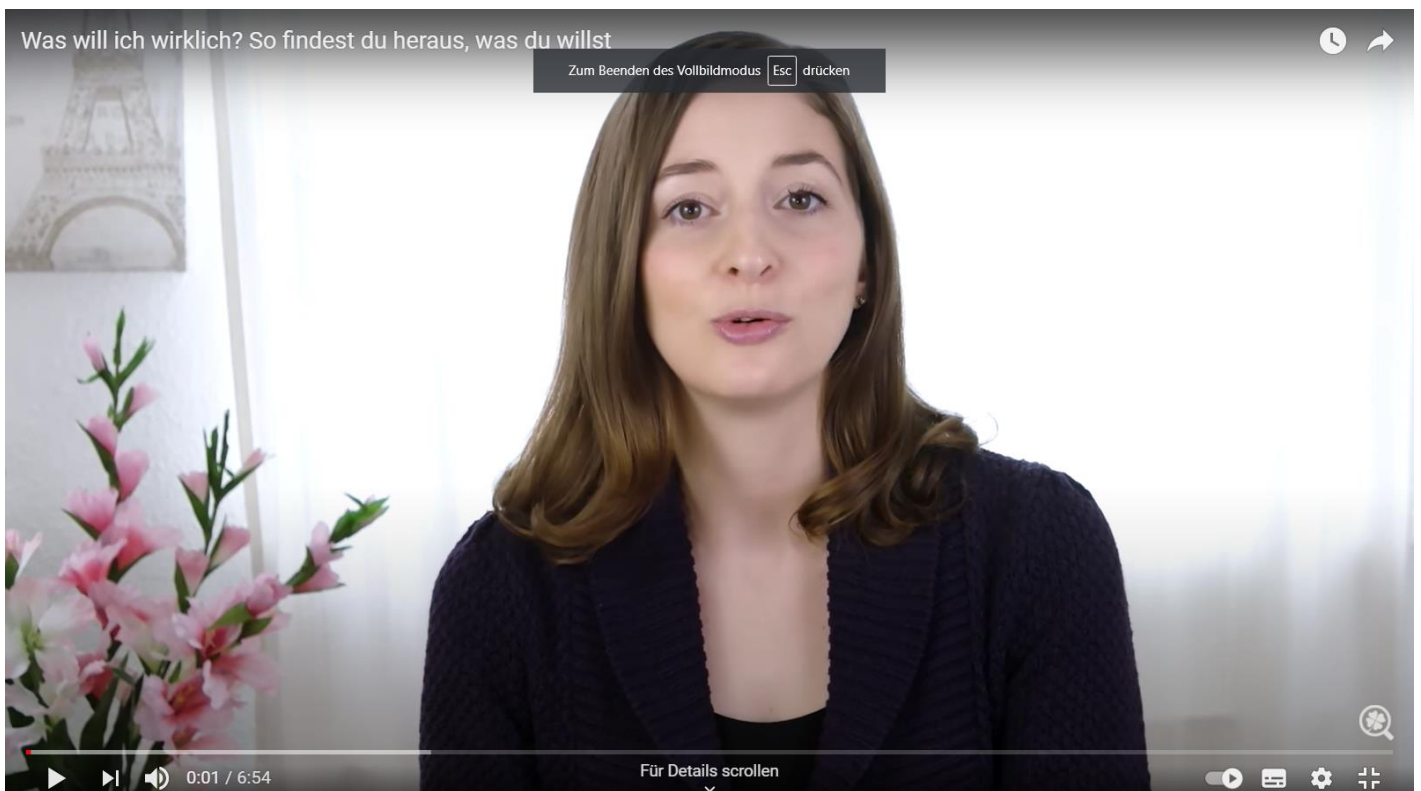 Was will ich wirklich? So findest du heraus, was du willst
Zum Beenden des Vollbildmodus Esc drücken
0:01 / 6:54
Für Details scrollen